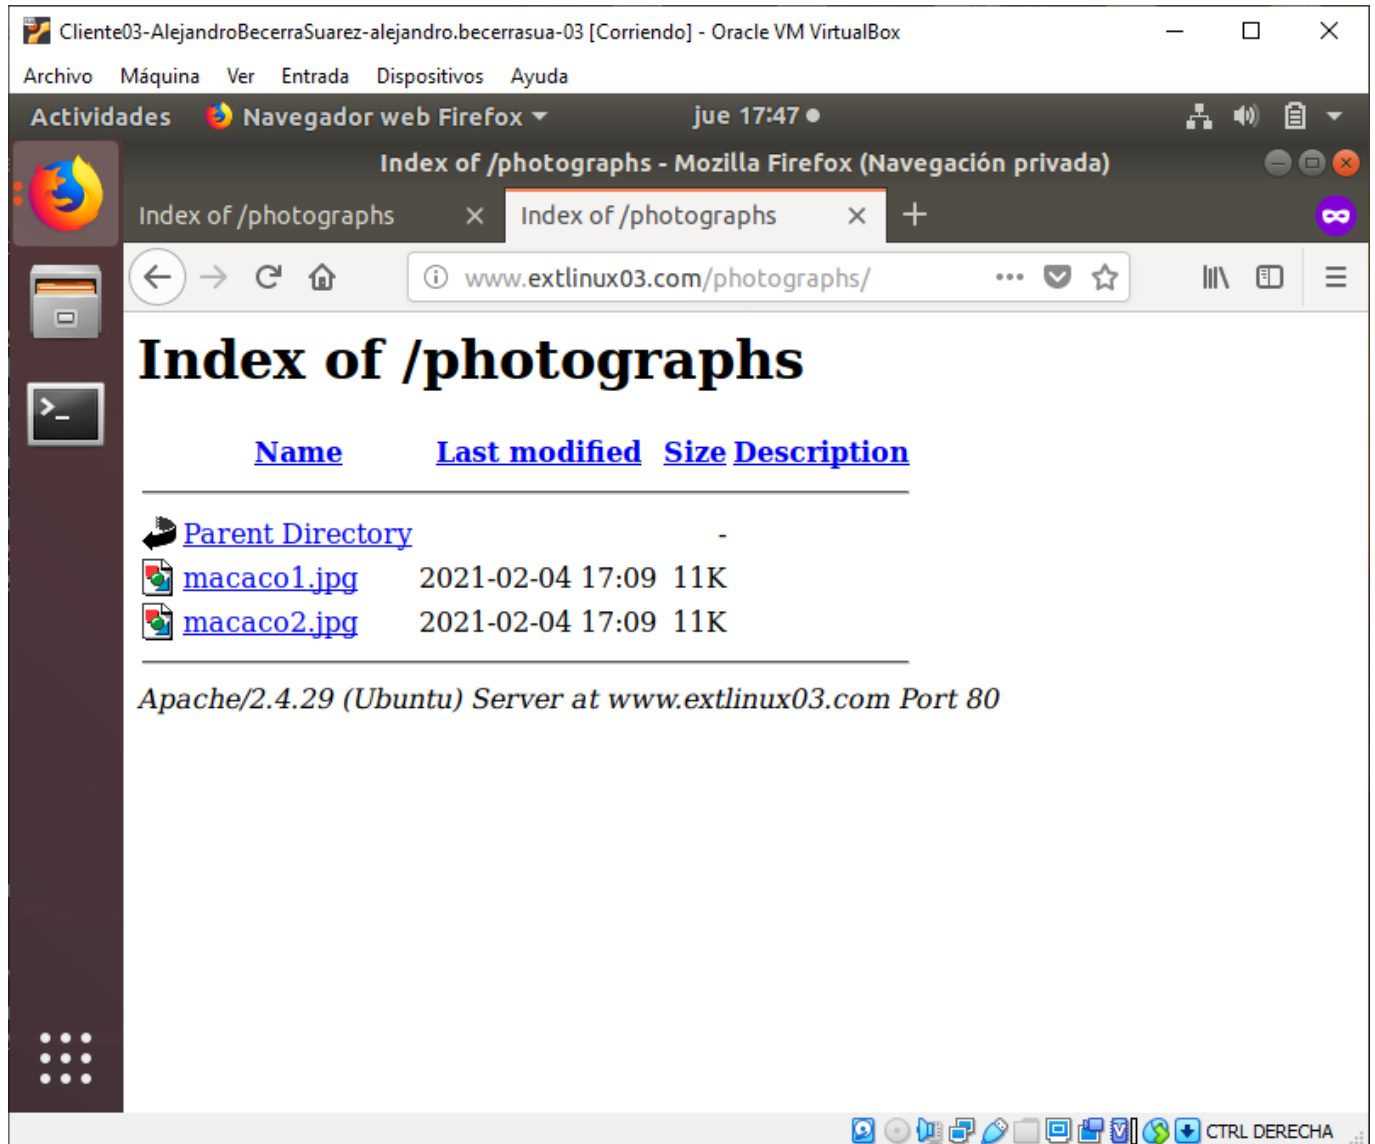 Cliente03-AlejandroBecerraSuarez-alejandro.becerrasua-03 [Corriendo] - Oracle VM VirtualBox
Archivo Máquina Ver Entrada Dispositivos Ayuda
Actividades Navegador web Firefox jue 17:47
Index of /photographs - Mozilla Firefox (Navegación privada)
Index of /photographs Index of /photographs
www.extlinux03.com/photographs/
Index of /photographs
Name Last modified Size Description
Parent Directory -
macaco1.jpg 2021-02-04 17:09 11K
macaco2.jpg 2021-02-04 17:09 11K
Apache/2.4.29 (Ubuntu) Server at www.extlinux03.com Port 80
CTRL DERECHA